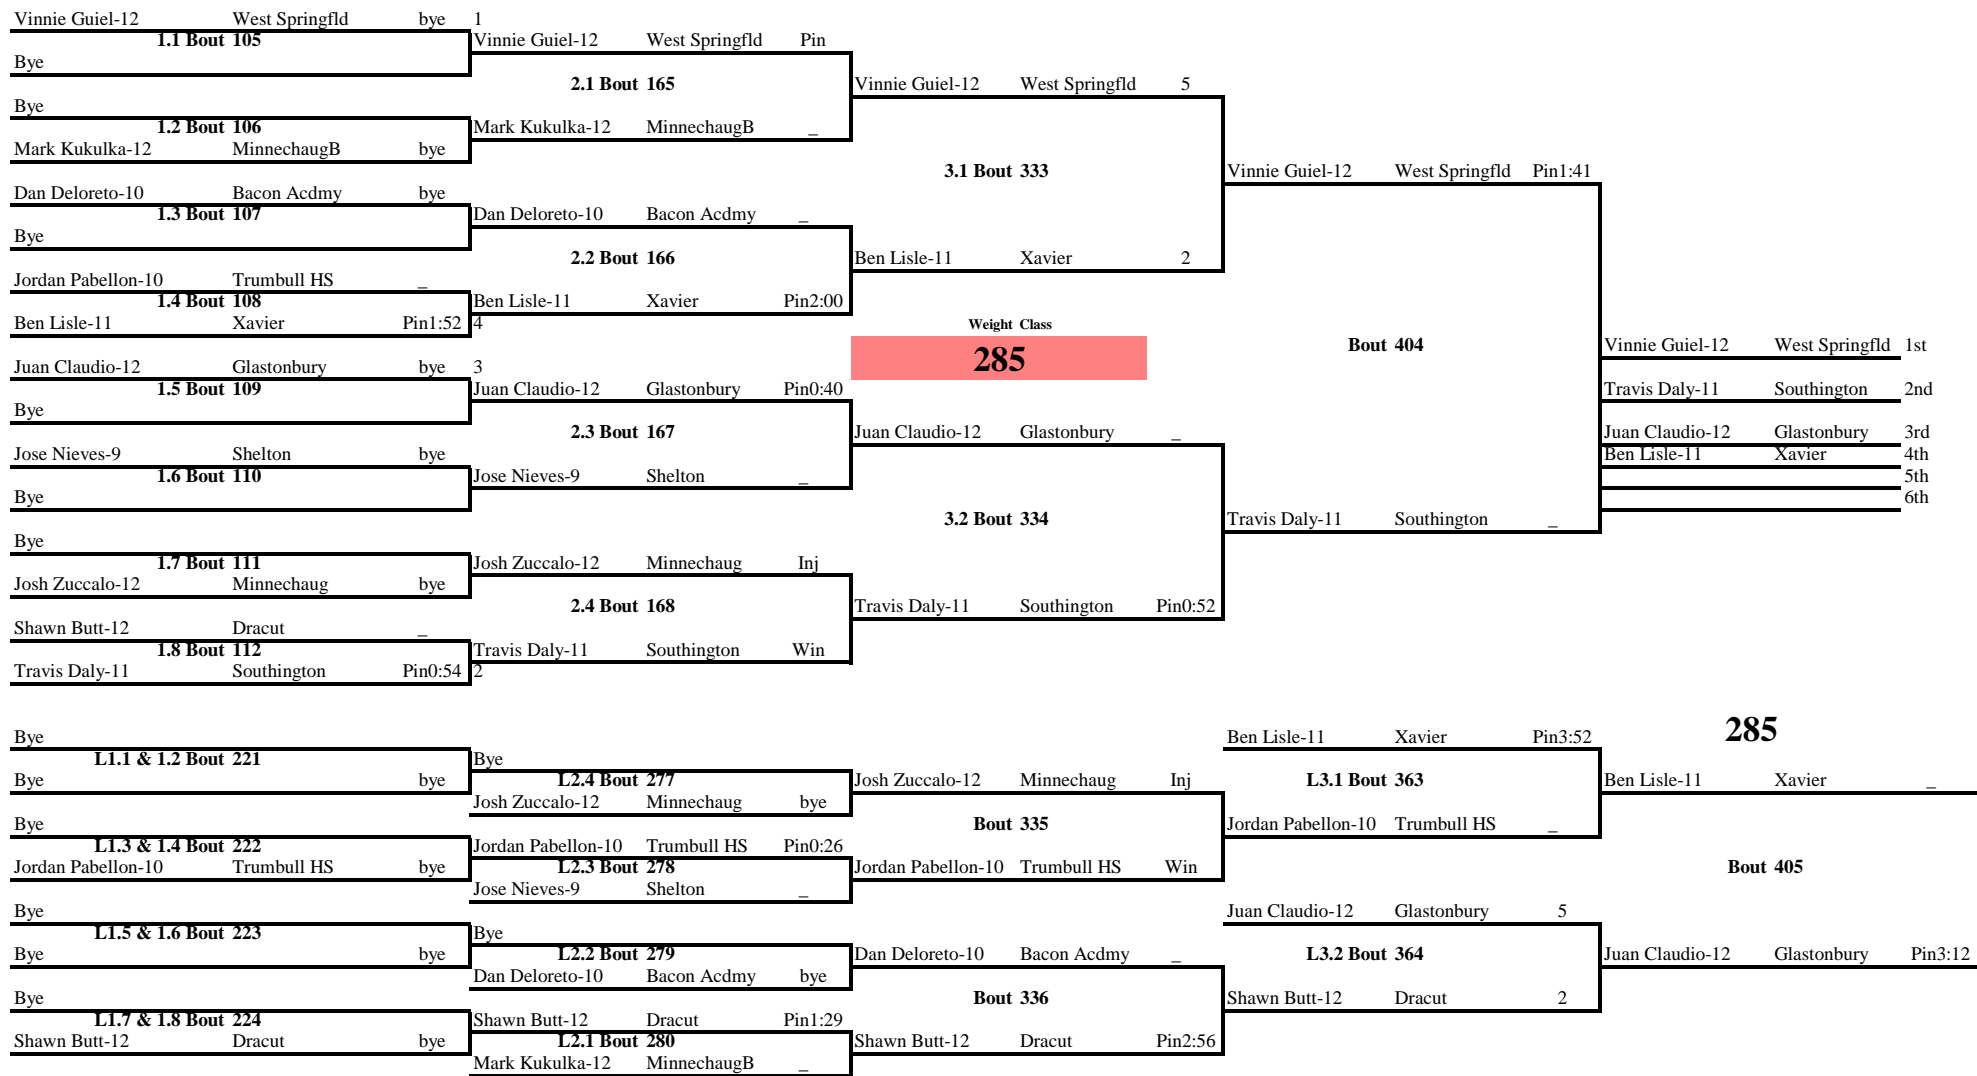 Vinnie Guiel-12 West Springfld bye 1
1.1 Bout 105 Vinnie Guiel-12 West Springfld Pin
Bye
2.1 Bout 165 Vinnie Guiel-12 West Springfld 5
Bye
1.2 Bout 106 Mark Kukulka-12 MinnechaugB _
Mark Kukulka-12 MinnechaugB bye
3.1 Bout 333 Vinnie Guiel-12 West Springfld Pin1:41
Dan Deloreto-10 Bacon Acdmy bye
1.3 Bout 107 Dan Deloreto-10 Bacon Acdmy _
Bye
2.2 Bout 166 Ben Lisle-11 Xavier 2
Jordan Pabellon-10 Trumbull HS _
1.4 Bout 108 Ben Lisle-11 Xavier Pin2:00
Ben Lisle-11 Xavier Pin1:52 4 Weight Class
Bout 404 Vinnie Guiel-12 West Springfld 1st
Juan Claudio-12 Glastonbury bye 3 285
1.5 Bout 109 Juan Claudio-12 Glastonbury Pin0:40 Travis Daly-11 Southington 2nd
Bye
2.3 Bout 167 Juan Claudio-12 Glastonbury _ Juan Claudio-12 Glastonbury 3rd
Jose Nieves-9 Shelton bye Ben Lisle-11 Xavier 4th
1.6 Bout 110 Jose Nieves-9 Shelton _ 5th
Bye 6th
3.2 Bout 334 Travis Daly-11 Southington _
Bye
1.7 Bout 111 Josh Zuccalo-12 Minnechaug Inj
Josh Zuccalo-12 Minnechaug bye
2.4 Bout 168 Travis Daly-11 Southington Pin0:52
Shawn Butt-12 Dracut _
1.8 Bout 112 Travis Daly-11 Southington Win
Travis Daly-11 Southington Pin0:54 2
Bye Ben Lisle-11 Xavier Pin3:52 285
L1.1 & 1.2 Bout 221 Bye
Bye bye L2.4 Bout 277 Josh Zuccalo-12 Minnechaug Inj L3.1 Bout 363 Ben Lisle-11 Xavier _
Josh Zuccalo-12 Minnechaug bye
Bye Bout 335 Jordan Pabellon-10 Trumbull HS _
L1.3 & 1.4 Bout 222 Jordan Pabellon-10 Trumbull HS Pin0:26
Jordan Pabellon-10 Trumbull HS bye L2.3 Bout 278 Jordan Pabellon-10 Trumbull HS Win Bout 405
Jose Nieves-9 Shelton _
Bye Juan Claudio-12 Glastonbury 5
L1.5 & 1.6 Bout 223 Bye
Bye bye L2.2 Bout 279 Dan Deloreto-10 Bacon Acdmy _ L3.2 Bout 364 Juan Claudio-12 Glastonbury Pin3:12
Dan Deloreto-10 Bacon Acdmy bye
Bye Bout 336 Shawn Butt-12 Dracut 2
L1.7 & 1.8 Bout 224 Shawn Butt-12 Dracut Pin1:29
Shawn Butt-12 Dracut bye L2.1 Bout 280 Shawn Butt-12 Dracut Pin2:56
Mark Kukulka-12 MinnechaugB _